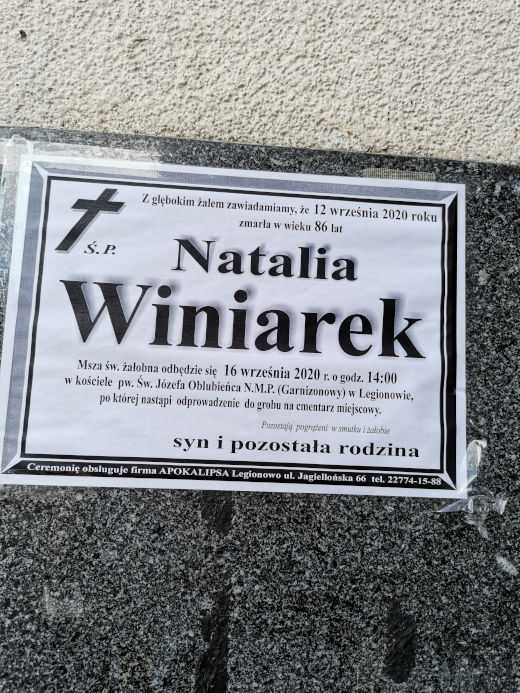 Z głębokim żalem zawiadamiamy, że 12 września 2020 roku
zmarła w wieku 86 lat
Ś. P.
Natalia
Winiarek
Msza św. żałobna odbędzie się 16 września 2020 r. o godz. 14:00
w kościele pw. Św. Józefa Oblubieńca N.M.P. (Garnizonowy) w Legionowie,
po której nastąpi odprowadzenie do grobu na cmentarz miejscowy.
Pozostają pogrążeni w smutku i żałobie
syn i pozostała rodzina
Ceremonię obsługuje firma APOKALIPSA Legionowo ul. Jagiellońska 66 tel. 22774-15-88